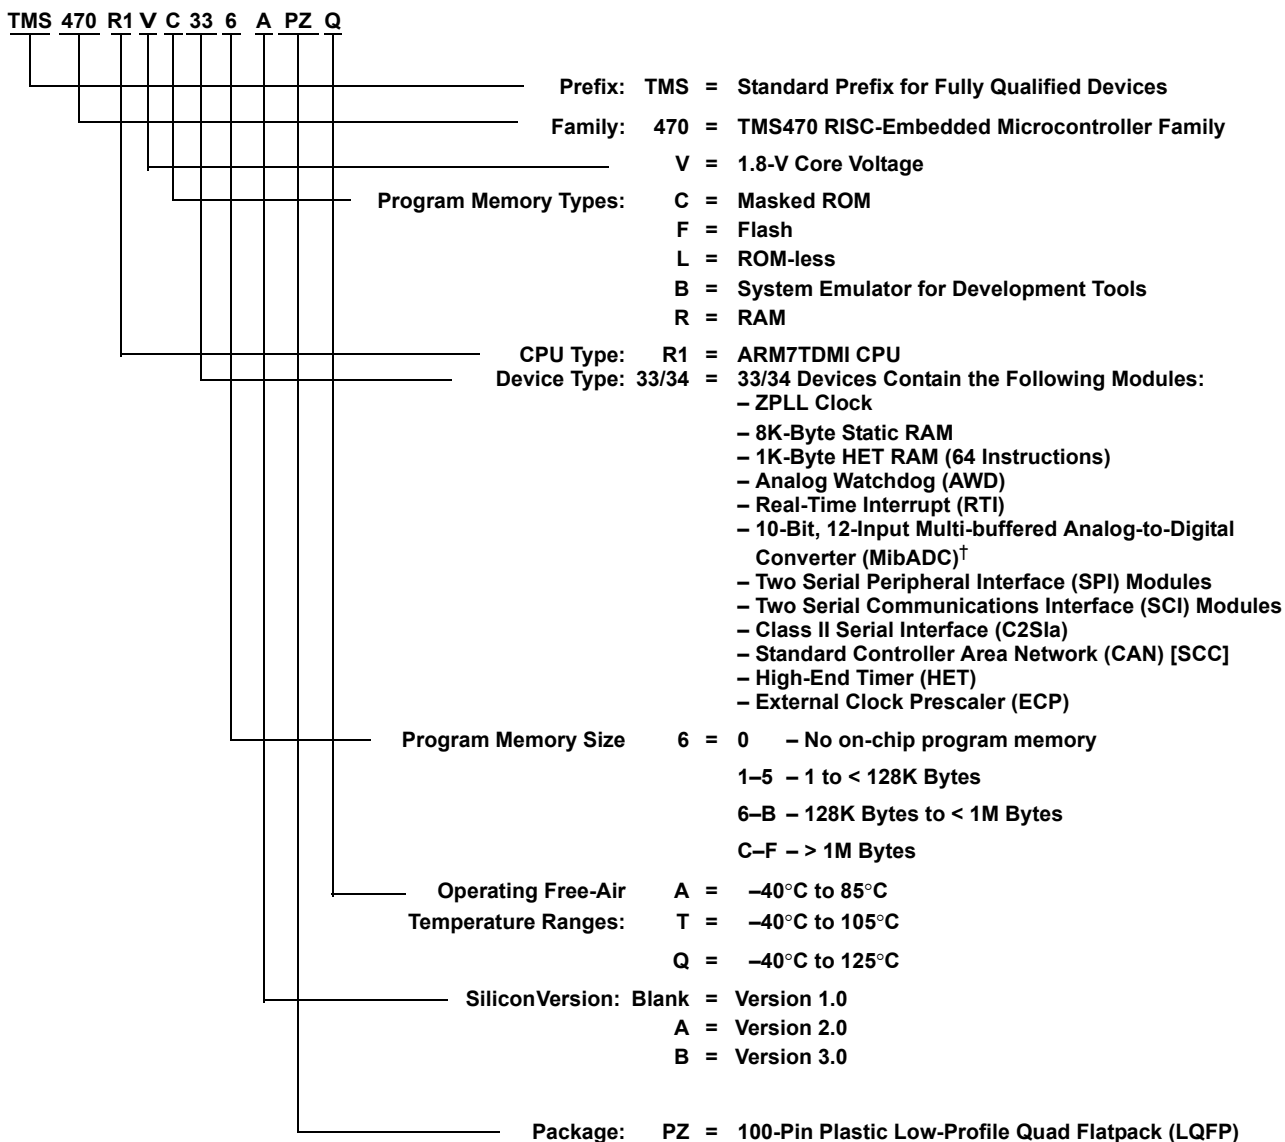 TMS 470 R1 V C 33 6 A PZ Q
Prefix: TMS = Standard Prefix for Fully Qualified Devices
Family: 470 = TMS470 RISC-Embedded Microcontroller Family
V = 1.8-V Core Voltage
Program Memory Types: C = Masked ROM
F = Flash
L = ROM-less
B = System Emulator for Development Tools
R = RAM
CPU Type: R1 = ARM7TDMI CPU
Device Type: 33/34 = 33/34 Devices Contain the Following Modules:
– ZPLL Clock
– 8K-Byte Static RAM
– 1K-Byte HET RAM (64 Instructions)
– Analog Watchdog (AWD)
– Real-Time Interrupt (RTI)
– 10-Bit, 12-Input Multi-buffered Analog-to-Digital
Converter (MibADC)†
– Two Serial Peripheral Interface (SPI) Modules
– Two Serial Communications Interface (SCI) Modules
– Class II Serial Interface (C2SIa)
– Standard Controller Area Network (CAN) [SCC]
– High-End Timer (HET)
– External Clock Prescaler (ECP)
Program Memory Size 6 = 0 – No on-chip program memory
1–5 – 1 to < 128K Bytes
6–B – 128K Bytes to < 1M Bytes
C–F – > 1M Bytes
Operating Free-Air A = –40°C to 85°C
Temperature Ranges: T = –40°C to 105°C
Q = –40°C to 125°C
SiliconVersion: Blank = Version 1.0
A = Version 2.0
B = Version 3.0
Package: PZ = 100-Pin Plastic Low-Profile Quad Flatpack (LQFP)